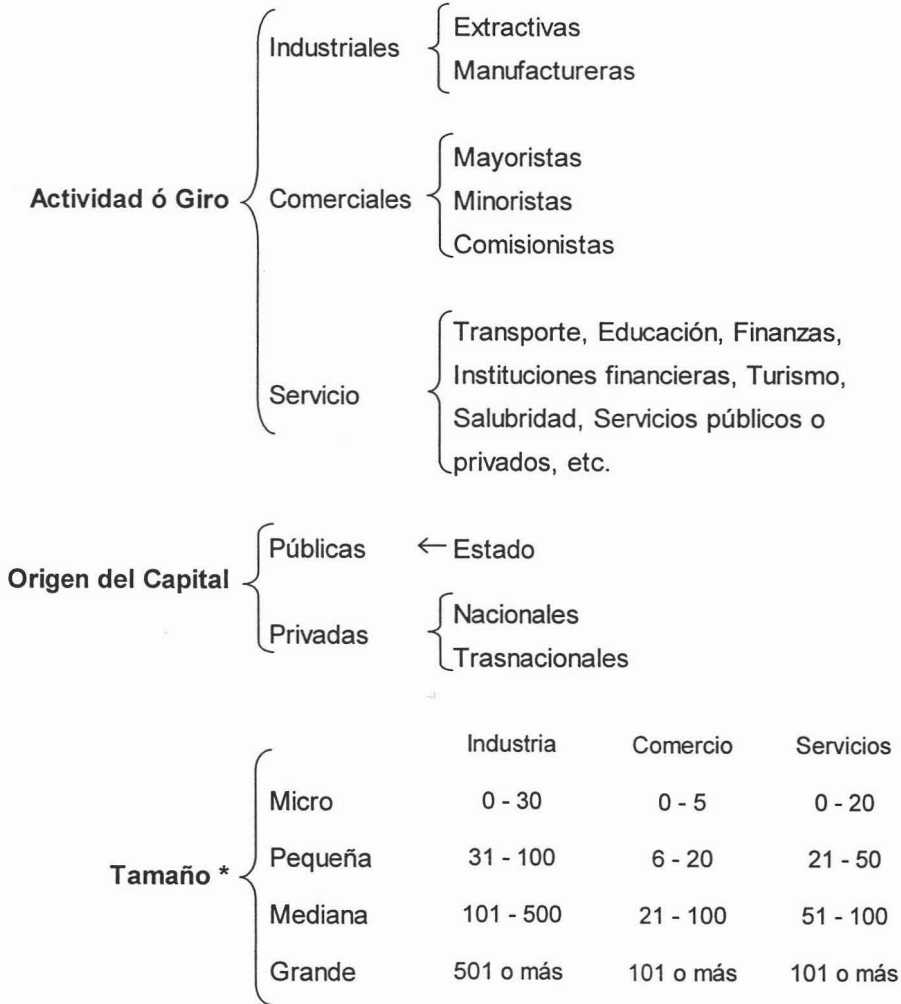 Industriales
Extractivas
Manufactureras
Actividad ó Giro
Comerciales
Mayoristas
Minoristas
Comisionistas
Servicio
Transporte, Educación, Finanzas,
Instituciones financieras, Turismo,
Salubridad, Servicios públicos o
privados, etc.
Origen del Capital
Públicas ← Estado
Privadas
Nacionales
Trasnacionales
Industria Comercio Servicios
Tamaño *
Micro 0 - 30 0 - 5 0 - 20
Pequeña 31 - 100 6 - 20 21 - 50
Mediana 101 - 500 21 - 100 51 - 100
Grande 501 o más 101 o más 101 o más